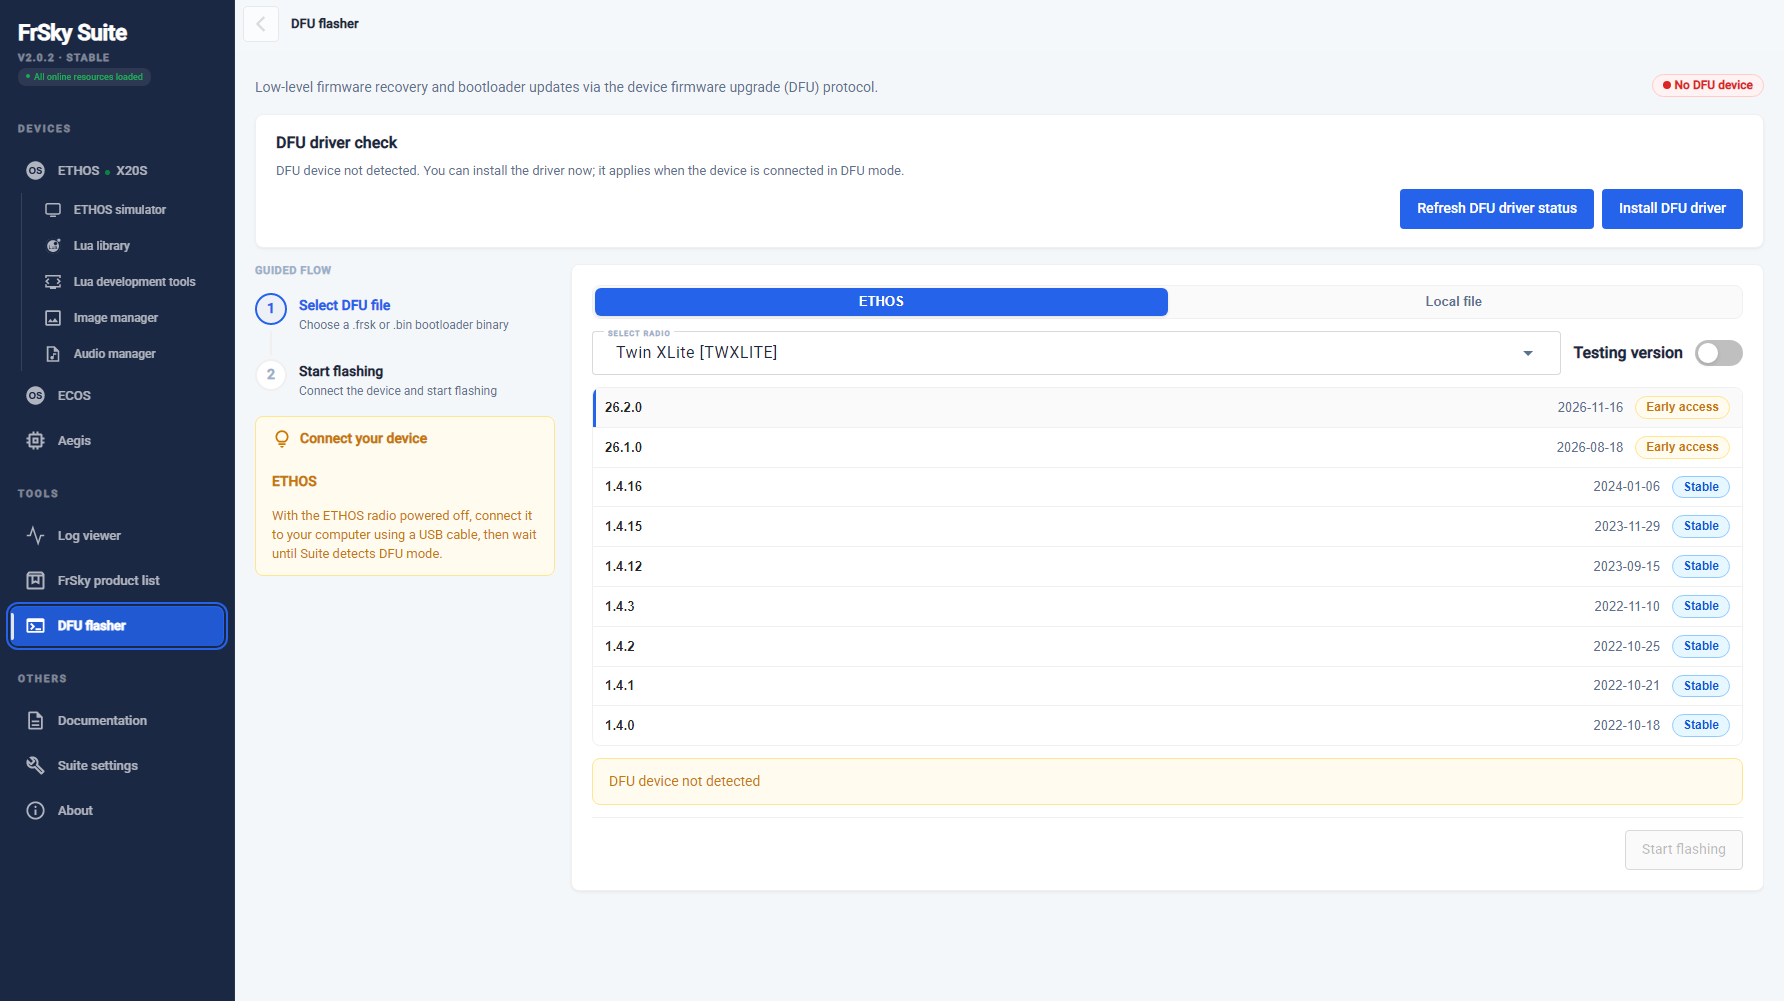 FrSky Suite
V2.0.2 · STABLE
All online resources loaded
DEVICES
ETHOS X20S
ETHOS simulator
Lua library
Lua development tools
Image manager
Audio manager
ECOS
Aegis
TOOLS
Log viewer
FrSky product list
DFU flasher
OTHERS
Documentation
Suite settings
About
DFU flasher
Low-level firmware recovery and bootloader updates via the device firmware upgrade (DFU) protocol.
No DFU device
DFU driver check
DFU device not detected. You can install the driver now; it applies when the device is connected in DFU mode.
Refresh DFU driver status
Install DFU driver
GUIDED FLOW
1 Select DFU file
Choose a .frsk or .bin bootloader binary
2 Start flashing
Connect the device and start flashing
Connect your device
ETHOS
With the ETHOS radio powered off, connect it
to your computer using a USB cable, then wait
until Suite detects DFU mode.
ETHOS
Local file
SELECT RADIO
Twin XLite [TWXLITE]
Testing version
26.2.0 2026-11-16 Early access
26.1.0 2026-08-18 Early access
1.4.16 2024-01-06 Stable
1.4.15 2023-11-29 Stable
1.4.12 2023-09-15 Stable
1.4.3 2022-11-10 Stable
1.4.2 2022-10-25 Stable
1.4.1 2022-10-21 Stable
1.4.0 2022-10-18 Stable
DFU device not detected
Start flashing